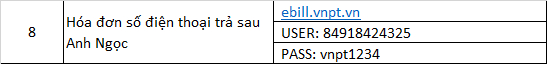 8
Hóa đơn số điện thoại trả sau
Anh Ngọc
ebill.vnpt.vn
USER: 84918424325
PASS: vnpt1234